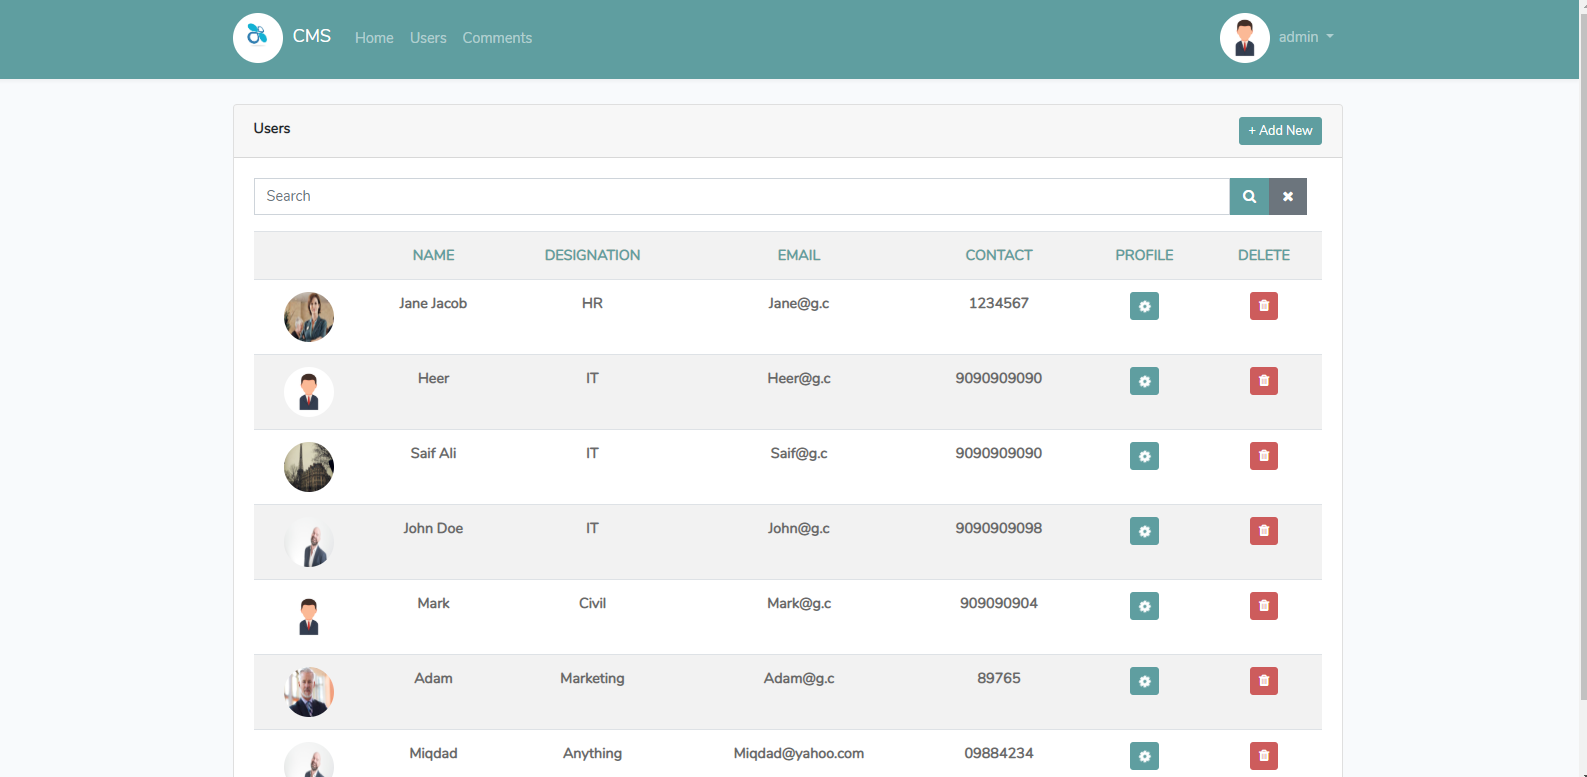 CMS Home Users Comments admin
Users + Add New
Search
NAME DESIGNATION EMAIL CONTACT PROFILE DELETE
Jane Jacob HR Jane@g.c 1234567
Heer IT Heer@g.c 9090909090
Saif Ali IT Saif@g.c 9090909090
John Doe IT John@g.c 9090909098
Mark Civil Mark@g.c 909090904
Adam Marketing Adam@g.c 89765
Miqdad Anything Miqdad@yahoo.com 09884234